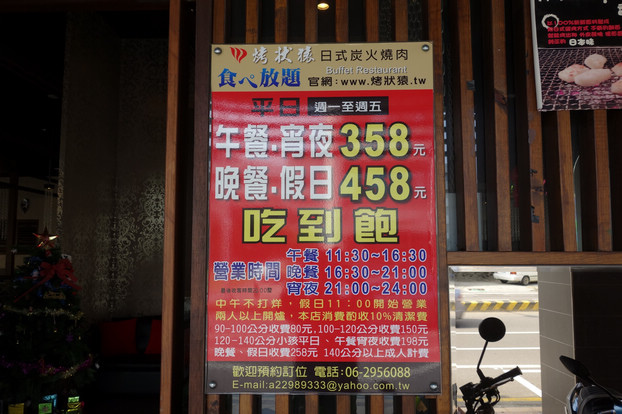 烤狀猿 日式炭火燒肉
食べ放題 Buffet Restaurant
官網：www.烤狀猿.tw
平日 週一至週五
午餐.宵夜 358元
晚餐.假日 458元
吃到飽
營業時間
午餐 11:30~16:30
晚餐 16:30~21:00
宵夜 21:00~24:00
中午不打烊，假日11：00開始營業
兩人以上開爐，本店消費酌收10%清潔費
90-100公分收費80元,100-120公分收費150元
120-140公分小孩平日、午餐宵夜收費198元
晚餐、假日收費258元 140公分以上成人計費
歡迎預約訂位 電話:06-2956088
E-mail:a22989333@yahoo.com.tw